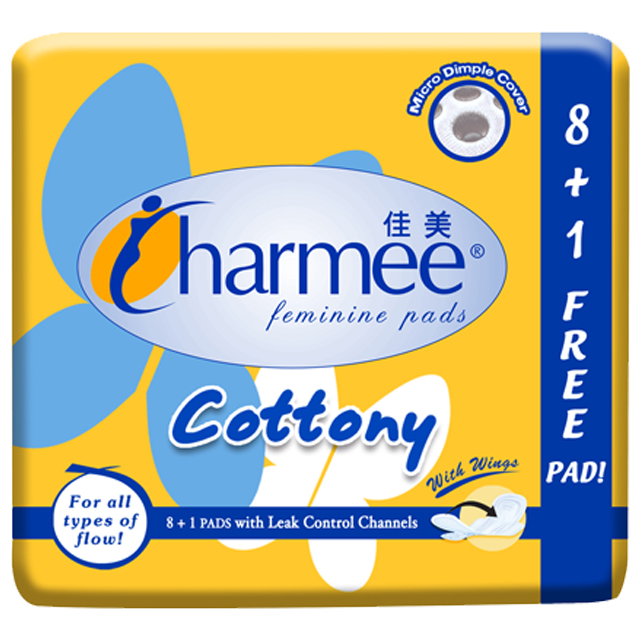 Micro Dimple Cover
佳美
Charmee®
feminine pads
Cottony
With Wings
For all
types of
flow!
8 + 1 PADS with Leak Control Channels
8 + 1 FREE PAD!